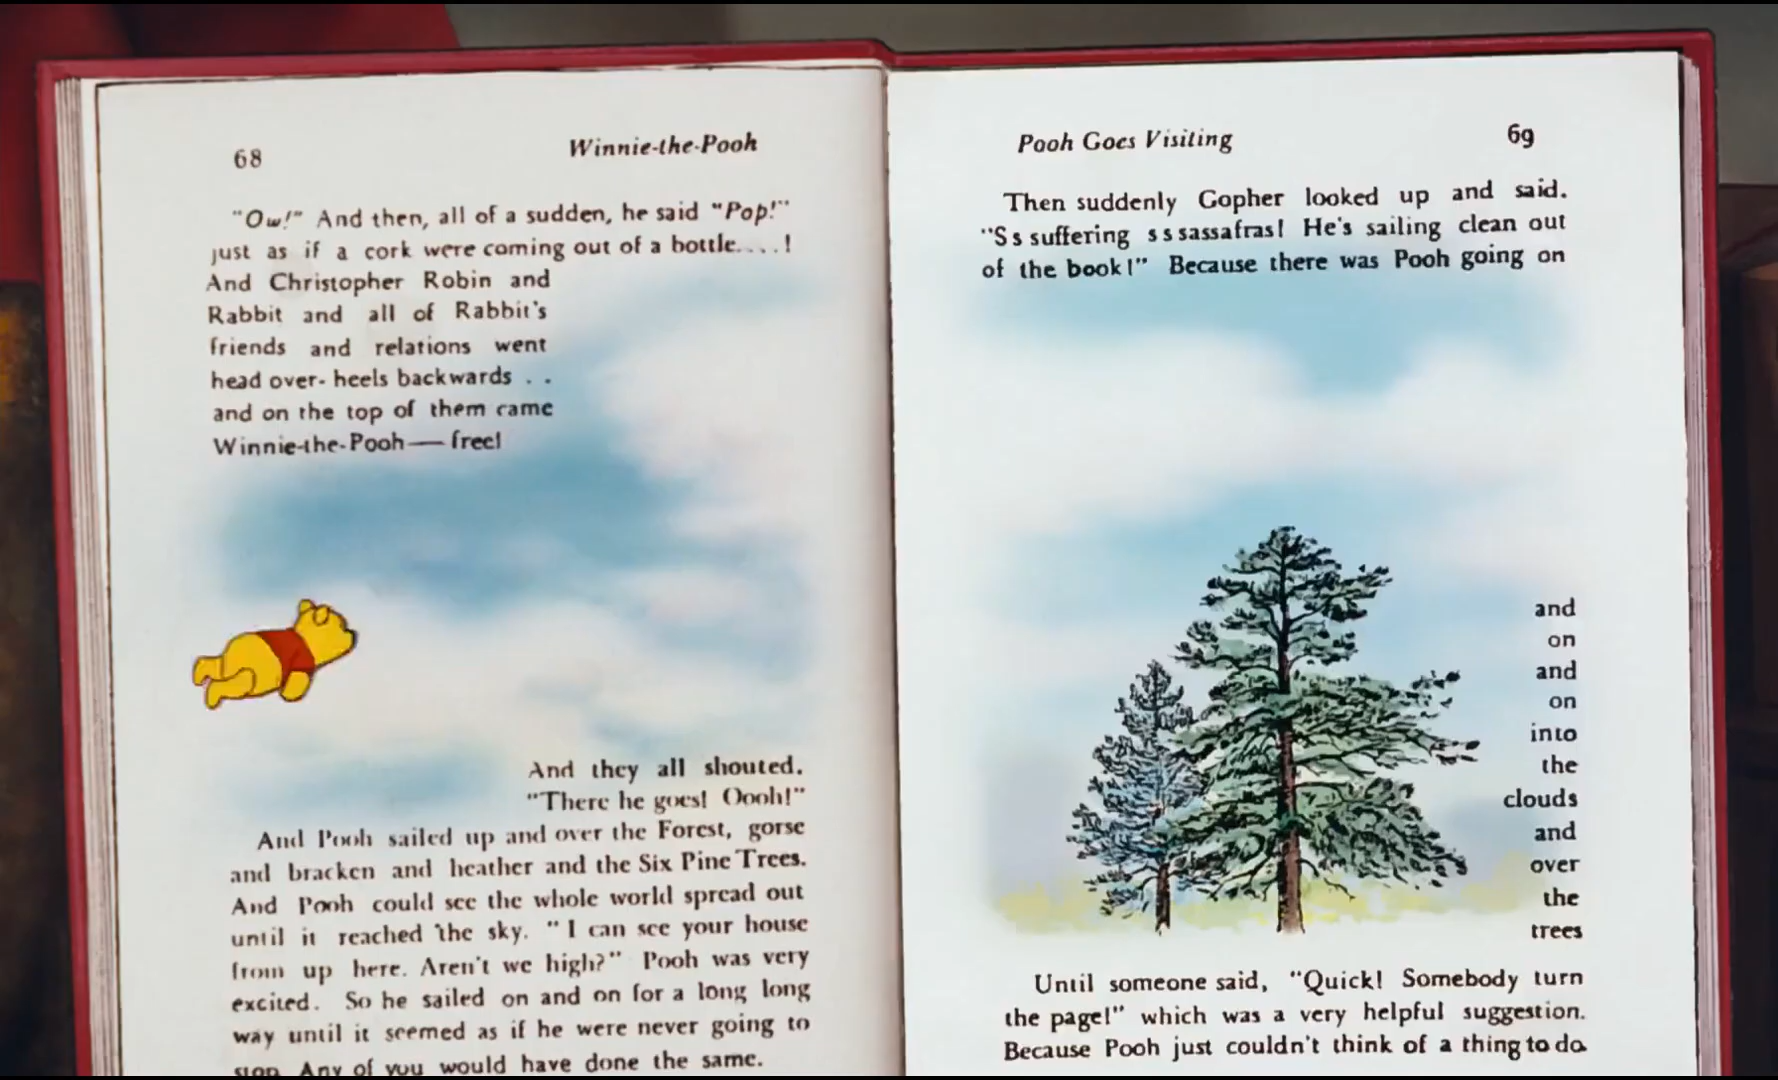 68 Winnie-the-Pooh
"Ow!" And then, all of a sudden, he said "Pop!"
just as if a cork were coming out of a bottle....!
And Christopher Robin and
Rabbit and all of Rabbit's
friends and relations went
head over- heels backwards . .
and on the top of them came
Winnie-the-Pooh — free!
And they all shouted.
"There he goes! Oooh!"
And Pooh sailed up and over the Forest, gorse
and bracken and heather and the Six Pine Trees.
And Pooh could see the whole world spread out
until it reached the sky. "I can see your house
from up here. Aren't we high?" Pooh was very
excited. So he sailed on and on for a long long
way until it seemed as if he were never going to
stop. Any of you would have done the same.
Pooh Goes Visiting 69
Then suddenly Gopher looked up and said.
"S s suffering s s sassafras! He's sailing clean out
of the book!" Because there was Pooh going on
and
on
and
on
into
the
clouds
and
over
the
trees
Until someone said, "Quick! Somebody turn
the page!" which was a very helpful suggestion.
Because Pooh just couldn't think of a thing to do